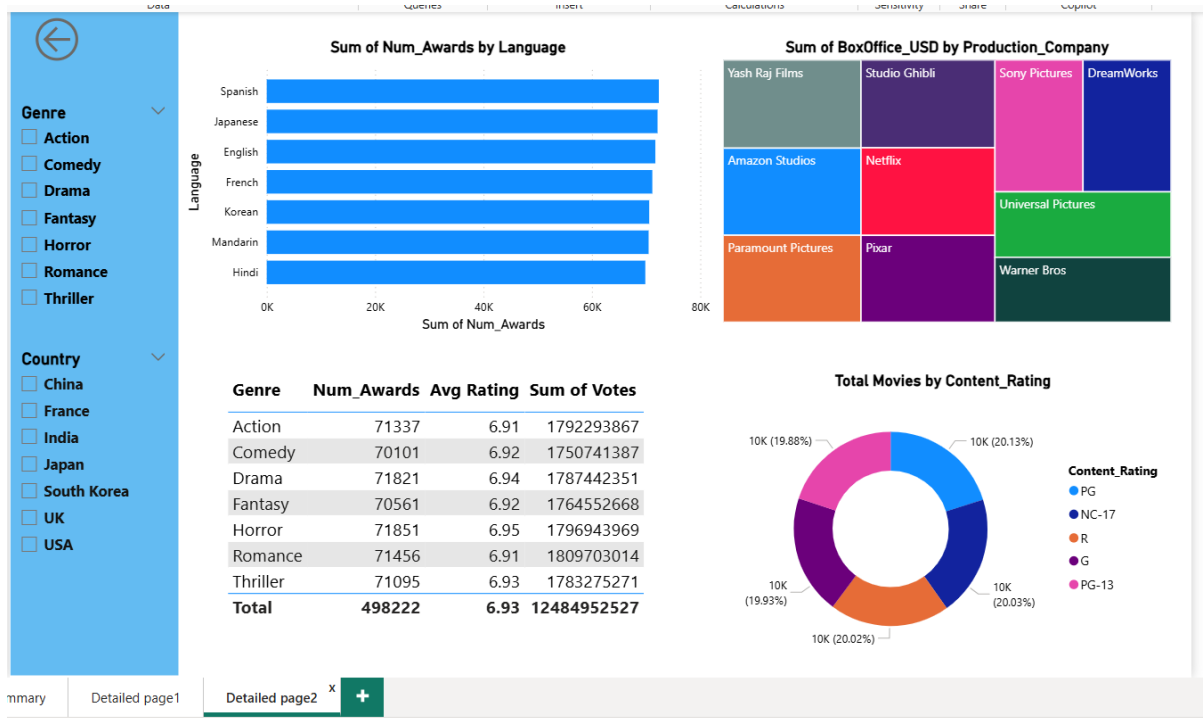 Data Queries Insert Calculations Sensitivity Share Copilot
Genre
Action
Comedy
Drama
Fantasy
Horror
Romance
Thriller
Country
China
France
India
Japan
South Korea
UK
USA
Sum of Num_Awards by Language
Language
Spanish
Japanese
English
French
Korean
Mandarin
Hindi
0K 20K 40K 60K 80K
Sum of Num_Awards
Sum of BoxOffice_USD by Production_Company
Yash Raj Films
Studio Ghibli
Sony Pictures
DreamWorks
Amazon Studios
Netflix
Universal Pictures
Paramount Pictures
Pixar
Warner Bros
Genre Num_Awards Avg Rating Sum of Votes
Action 71337 6.91 1792293867
Comedy 70101 6.92 1750741387
Drama 71821 6.94 1787442351
Fantasy 70561 6.92 1764552668
Horror 71851 6.95 1796943969
Romance 71456 6.91 1809703014
Thriller 71095 6.93 1783275271
Total 498222 6.93 12484952527
Total Movies by Content_Rating
10K (19.88%)
10K (20.13%)
10K
(19.93%)
10K
(20.03%)
10K (20.02%)
Content_Rating
PG
NC-17
R
G
PG-13
mmary Detailed page1 Detailed page2 x +